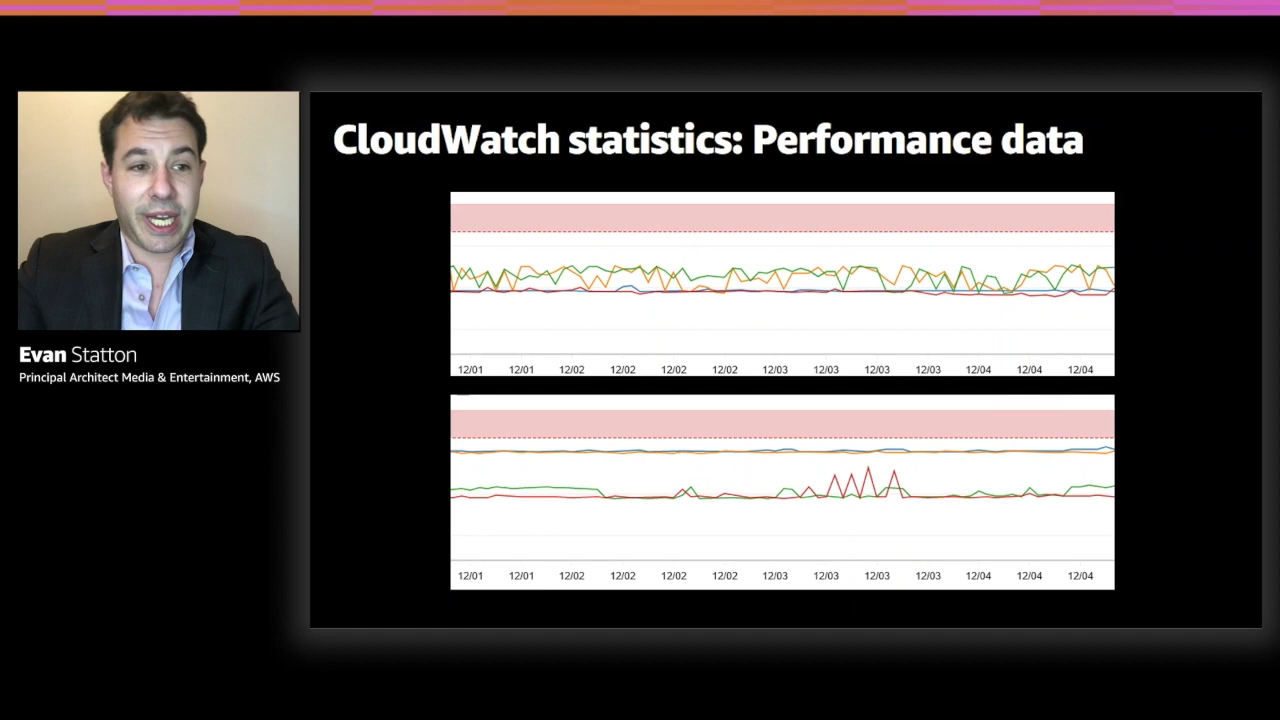 CloudWatch statistics: Performance data
12/01 12/01 12/02 12/02 12/02 12/02 12/03 12/03 12/03 12/03 12/04 12/04 12/04
12/01 12/01 12/02 12/02 12/02 12/02 12/03 12/03 12/03 12/03 12/04 12/04 12/04
Evan Statton
Principal Architect Media & Entertainment, AWS